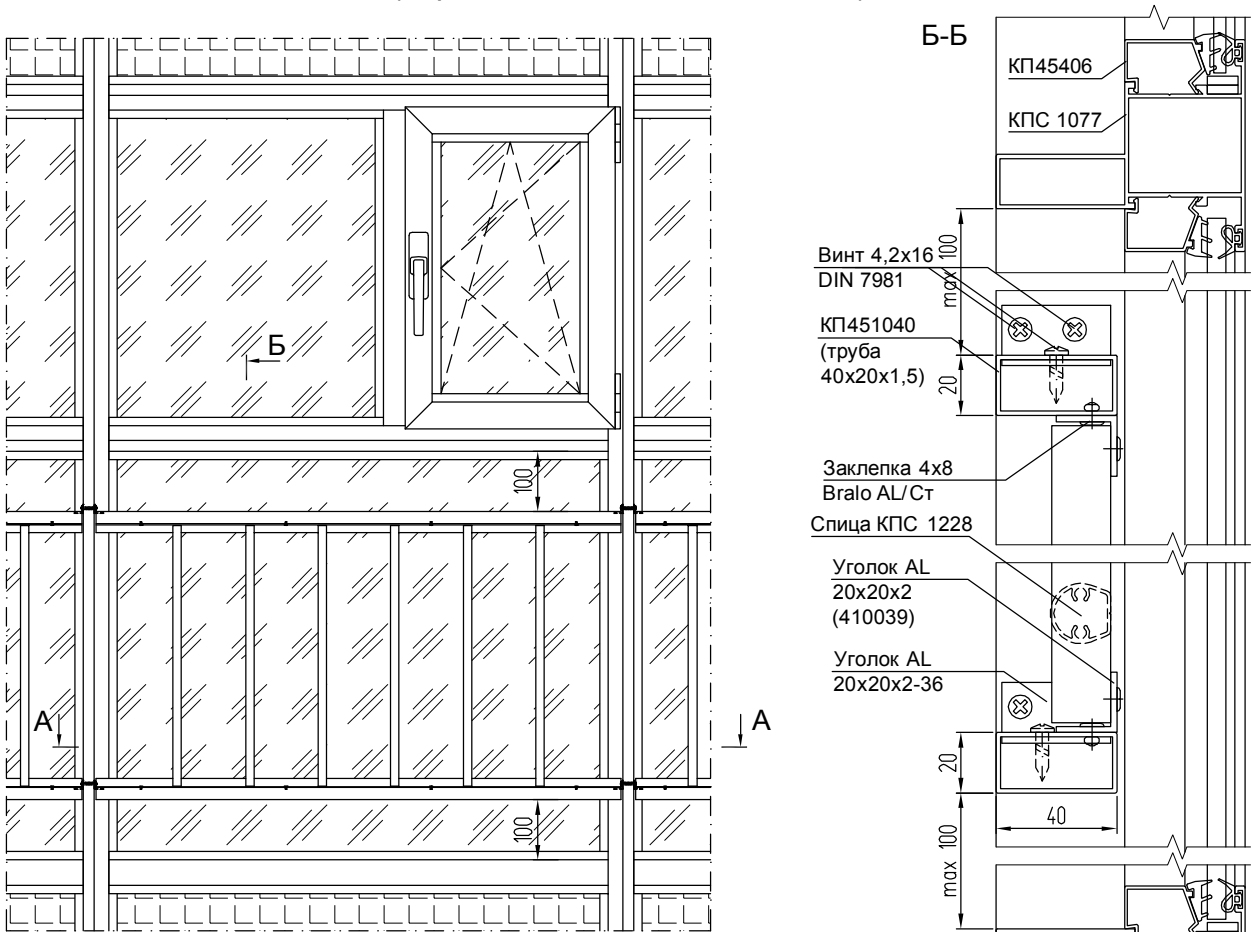 Б-Б
КП45406
КПС 1077
max 100
Винт 4,2х16
DIN 7981
КП451040
(труба
40х20х1,5)
20
Б
100
Заклепка 4х8
Bralo AL/Ст
Спица КПС 1228
Уголок AL
20х20х2
(410039)
Уголок AL
20х20х2-36
А
А
20
40
100
max 100